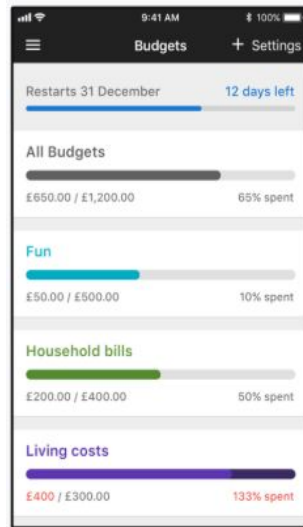 9:41 AM
100%
Budgets
+ Settings
Restarts 31 December
12 days left
All Budgets
£650.00 / £1,200.00
65% spent
Fun
£50.00 / £500.00
10% spent
Household bills
£200.00 / £400.00
50% spent
Living costs
£400 / £300.00
133% spent